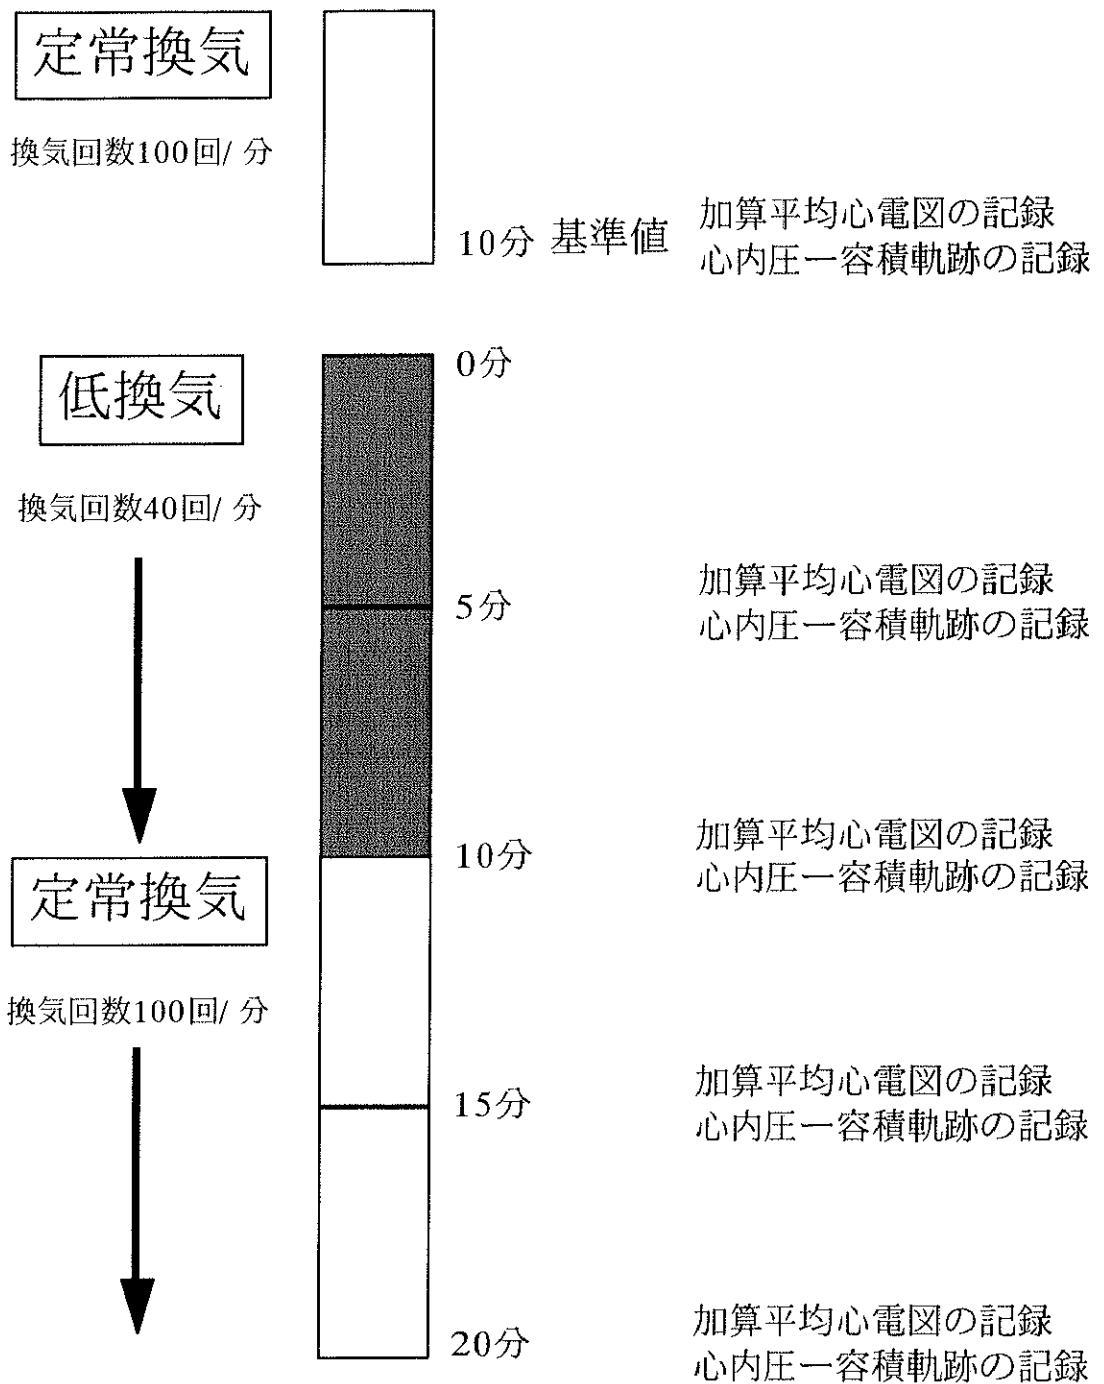 定常換気
換気回数100回/ 分
10分 基準値
加算平均心電図の記録
心内圧ー容積軌跡の記録
0分
低換気
換気回数40回/ 分
5分
加算平均心電図の記録
心内圧ー容積軌跡の記録
10分
加算平均心電図の記録
心内圧ー容積軌跡の記録
定常換気
換気回数100回/ 分
15分
加算平均心電図の記録
心内圧ー容積軌跡の記録
20分
加算平均心電図の記録
心内圧ー容積軌跡の記録